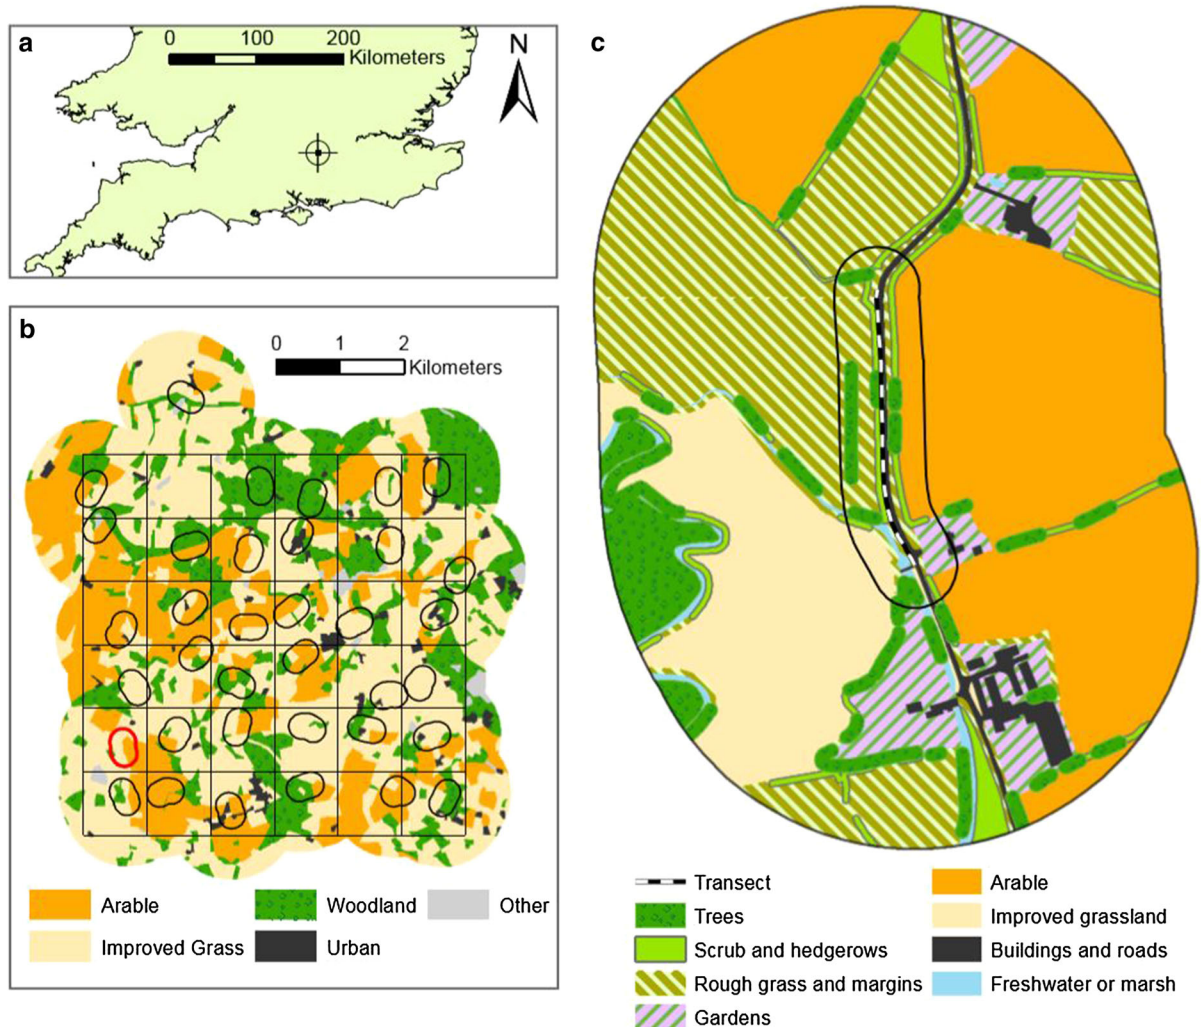 a
0 100 200
Kilometers
N
b
0 1 2
Kilometers
Arable
Woodland
Other
Improved Grass
Urban
c
Transect
Arable
Trees
Improved grassland
Scrub and hedgerows
Buildings and roads
Rough grass and margins
Freshwater or marsh
Gardens